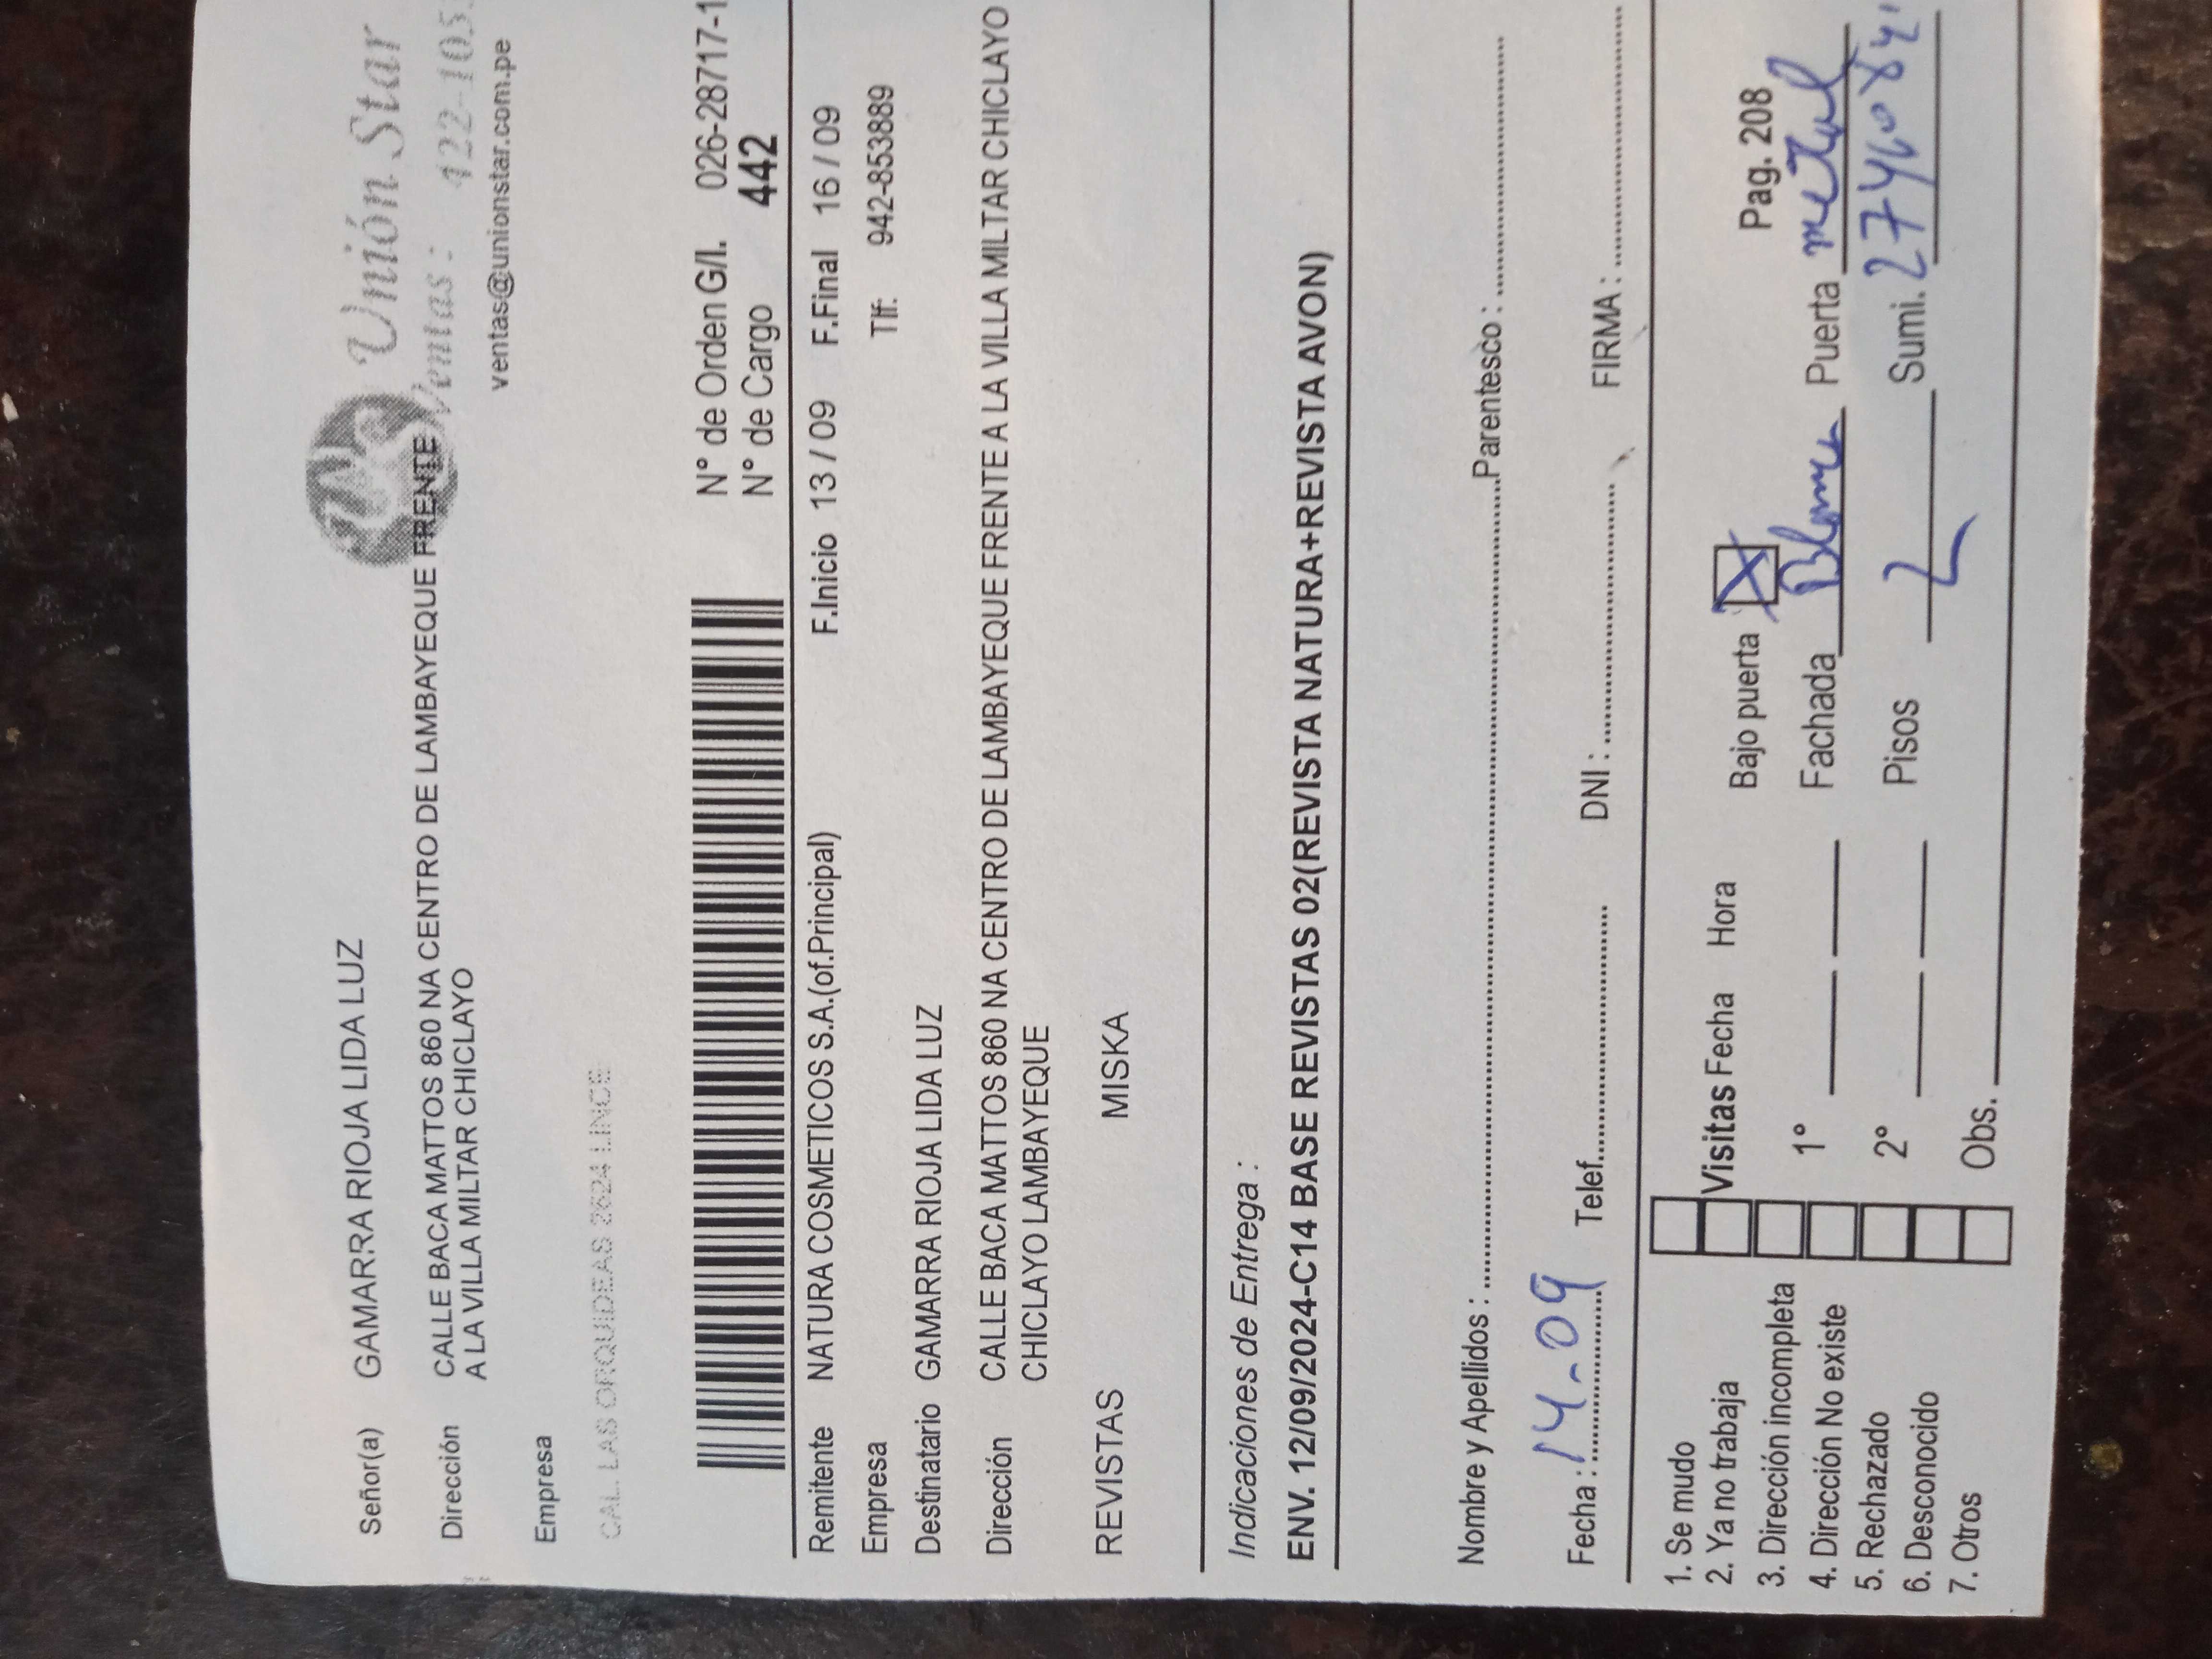 Unión Star
Ventas: 422-105
ventas@unionstar.com.pe
Señor(a) GAMARRA RIOJA LIDA LUZ
Dirección CALLE BACA MATTOS 860 NA CENTRO DE LAMBAYEQUE FRENTE
A LA VILLA MILTAR CHICLAYO
Empresa
CAL. LAS ORQUIDEAS 2624 LINCE
N° de Orden G/I. 026-28717-1
N° de Cargo 442
Remitente NATURA COSMETICOS S.A.(of.Principal) F.Inicio 13 / 09 F.Final 16 / 09
Empresa Tlf: 942-853889
Destinatario GAMARRA RIOJA LIDA LUZ
Dirección CALLE BACA MATTOS 860 NA CENTRO DE LAMBAYEQUE FRENTE A LA VILLA MILTAR CHICLAYO
CHICLAYO LAMBAYEQUE
REVISTAS MISKA
Indicaciones de Entrega :
ENV. 12/09/2024-C14 BASE REVISTAS 02(REVISTA NATURA+REVISTA AVON)
Nombre y Apellidos : Parentesco :
Fecha : 14-09 Telef. DNI : FIRMA :
1. Se mudo
2. Ya no trabaja Visitas Fecha Hora Bajo puerta X Pag. 208
3. Dirección incompleta
4. Dirección No existe 1° Fachada Puerta metal
5. Rechazado
6. Desconocido 2° Pisos 2 Sumi.
7. Otros Obs.